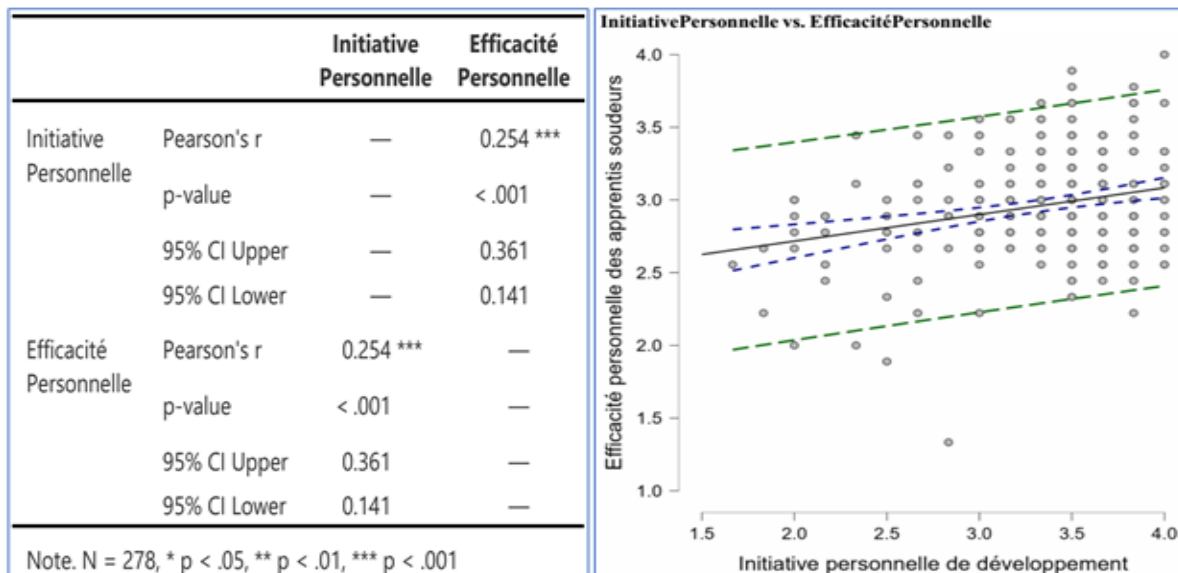 Initiative Personnelle
Efficacité Personnelle
Initiative Personnelle
Pearson's r — 0.254 ***
p-value — < .001
95% CI Upper — 0.361
95% CI Lower — 0.141
Efficacité Personnelle
Pearson's r 0.254 *** —
p-value < .001 —
95% CI Upper 0.361 —
95% CI Lower 0.141 —
Note. N = 278, * p < .05, ** p < .01, *** p < .001
InitiativePersonnelle vs. EfficacitéPersonnelle
Efficacité personnelle des apprentis soudeurs
4.0
3.5
3.0
2.5
2.0
1.5
1.0
1.5 2.0 2.5 3.0 3.5 4.0
Initiative personnelle de développement